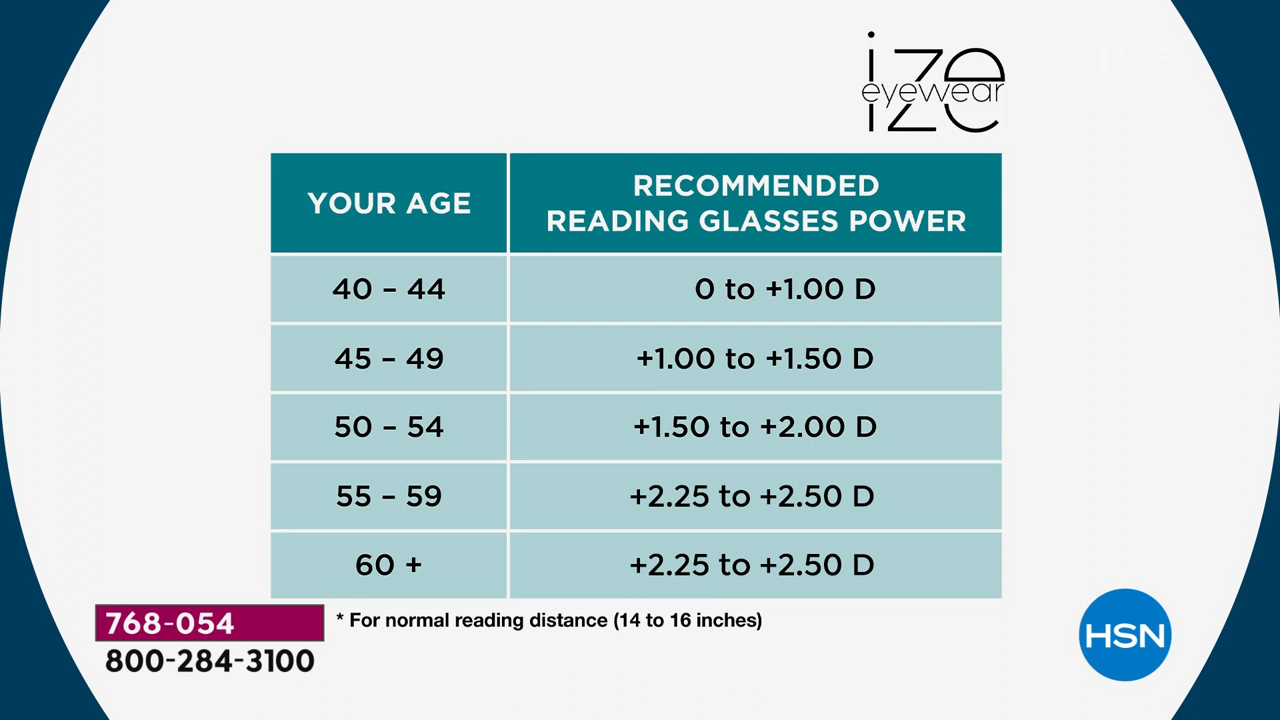 ize
eyewear
LIVE
YOUR AGE
RECOMMENDED
READING GLASSES POWER
40 – 44
0 to +1.00 D
45 – 49
+1.00 to +1.50 D
50 – 54
+1.50 to +2.00 D
55 – 59
+2.25 to +2.50 D
60 +
+2.25 to +2.50 D
768-054
* For normal reading distance (14 to 16 inches)
800-284-3100
HSN